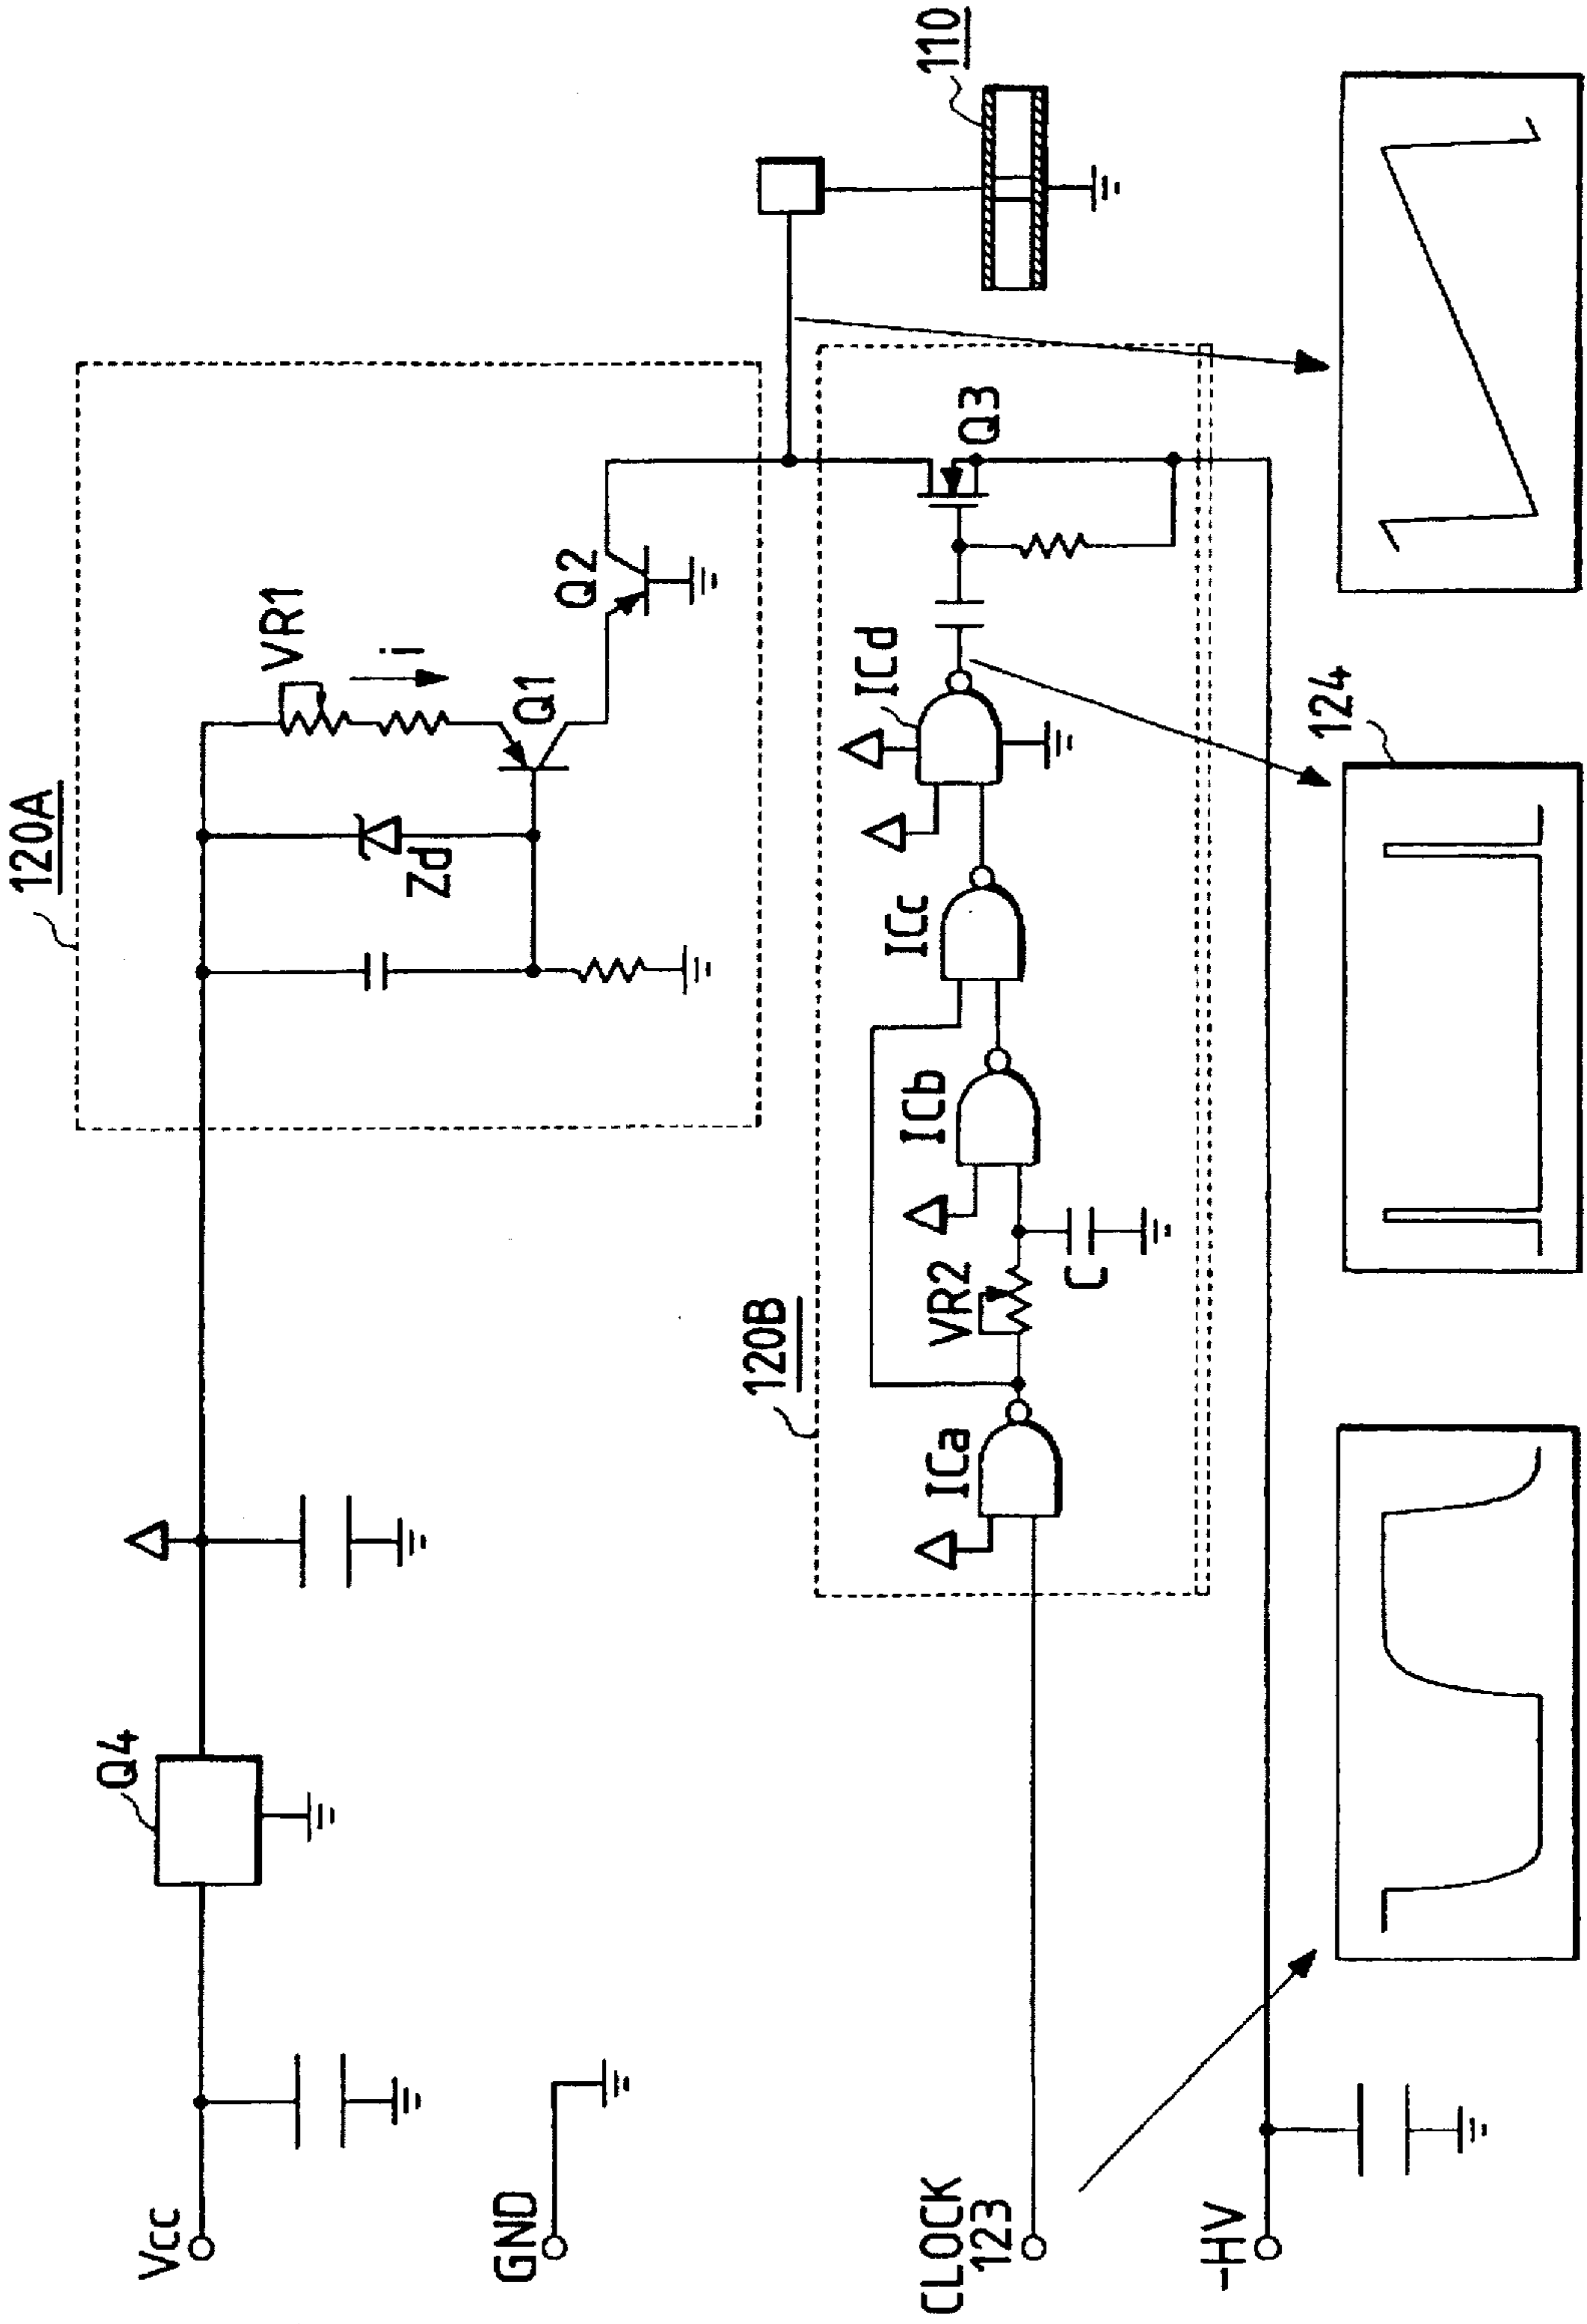 120A
Vcc
Q4
VR1
i
Zd
Q1
Q2
GND
120B
110
CLOCK
123
ICa
VR2
C
ICb
ICc
ICd
Q3
-HV
124